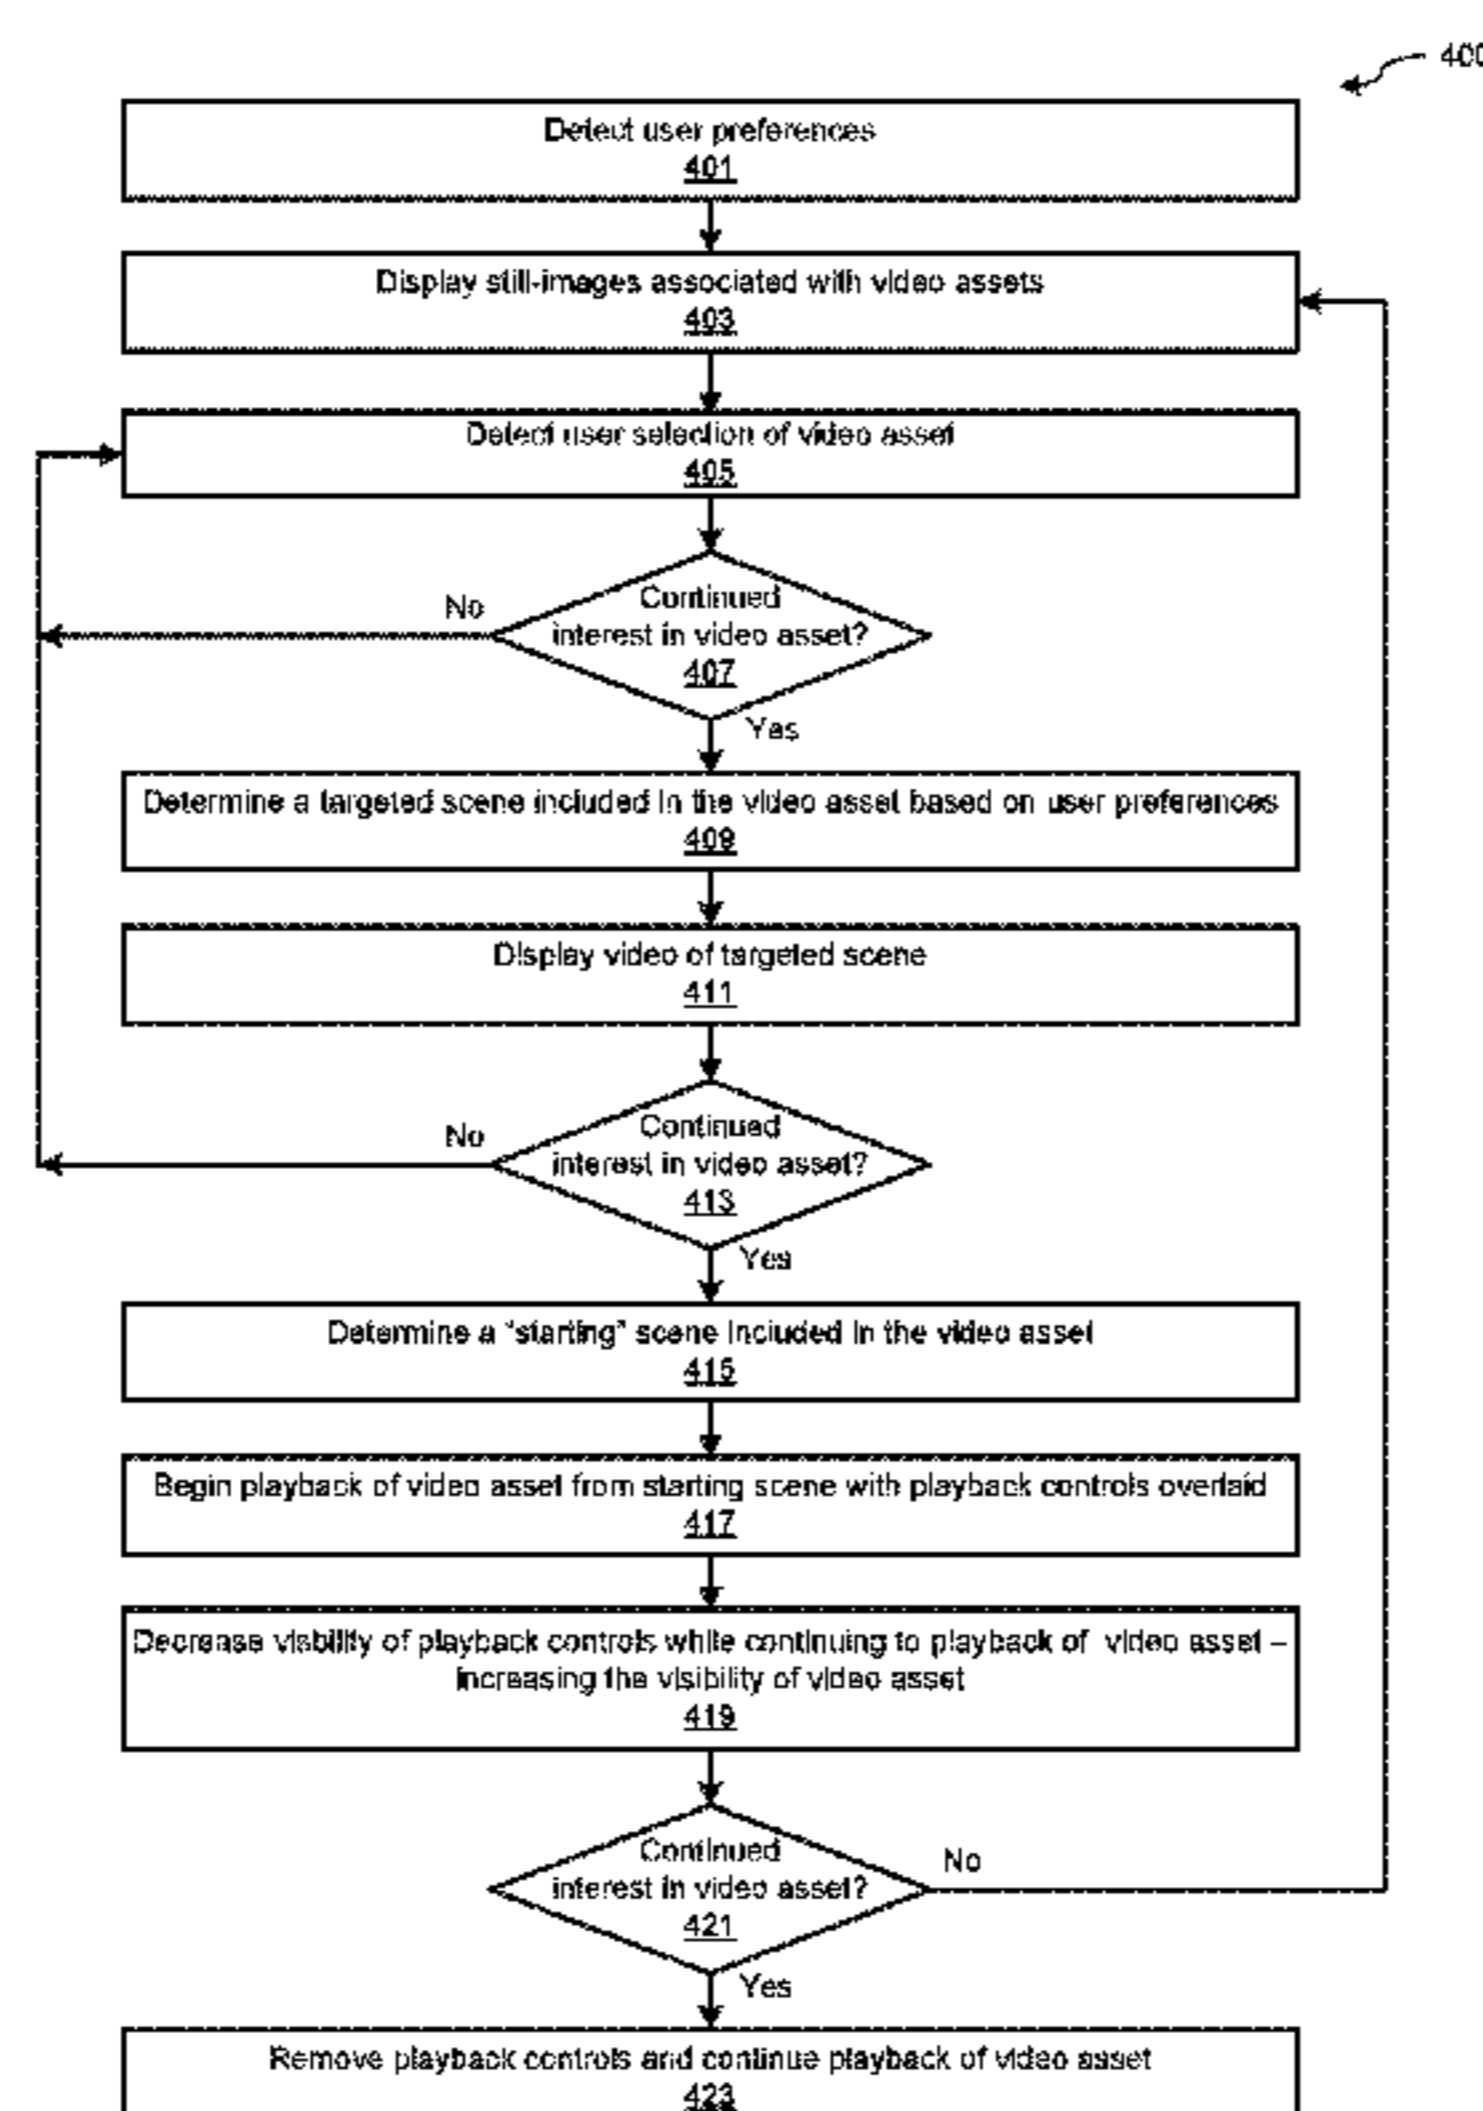 400
Detect user preferences
401
Display still-images associated with video assets
403
Detect user selection of video asset
405
Continued
interest in video asset?
407
No
Yes
Determine a targeted scene included in the video asset based on user preferences
409
Display video of targeted scene
411
Continued
interest in video asset?
413
No
Yes
Determine a "starting" scene included in the video asset
415
Begin playback of video asset from starting scene with playback controls overlaid
417
Decrease visbility of playback controls while continuing to playback of video asset –
increasing the visibility of video asset
419
Continued
interest in video asset?
421
No
Yes
Remove playback controls and continue playback of video asset
423